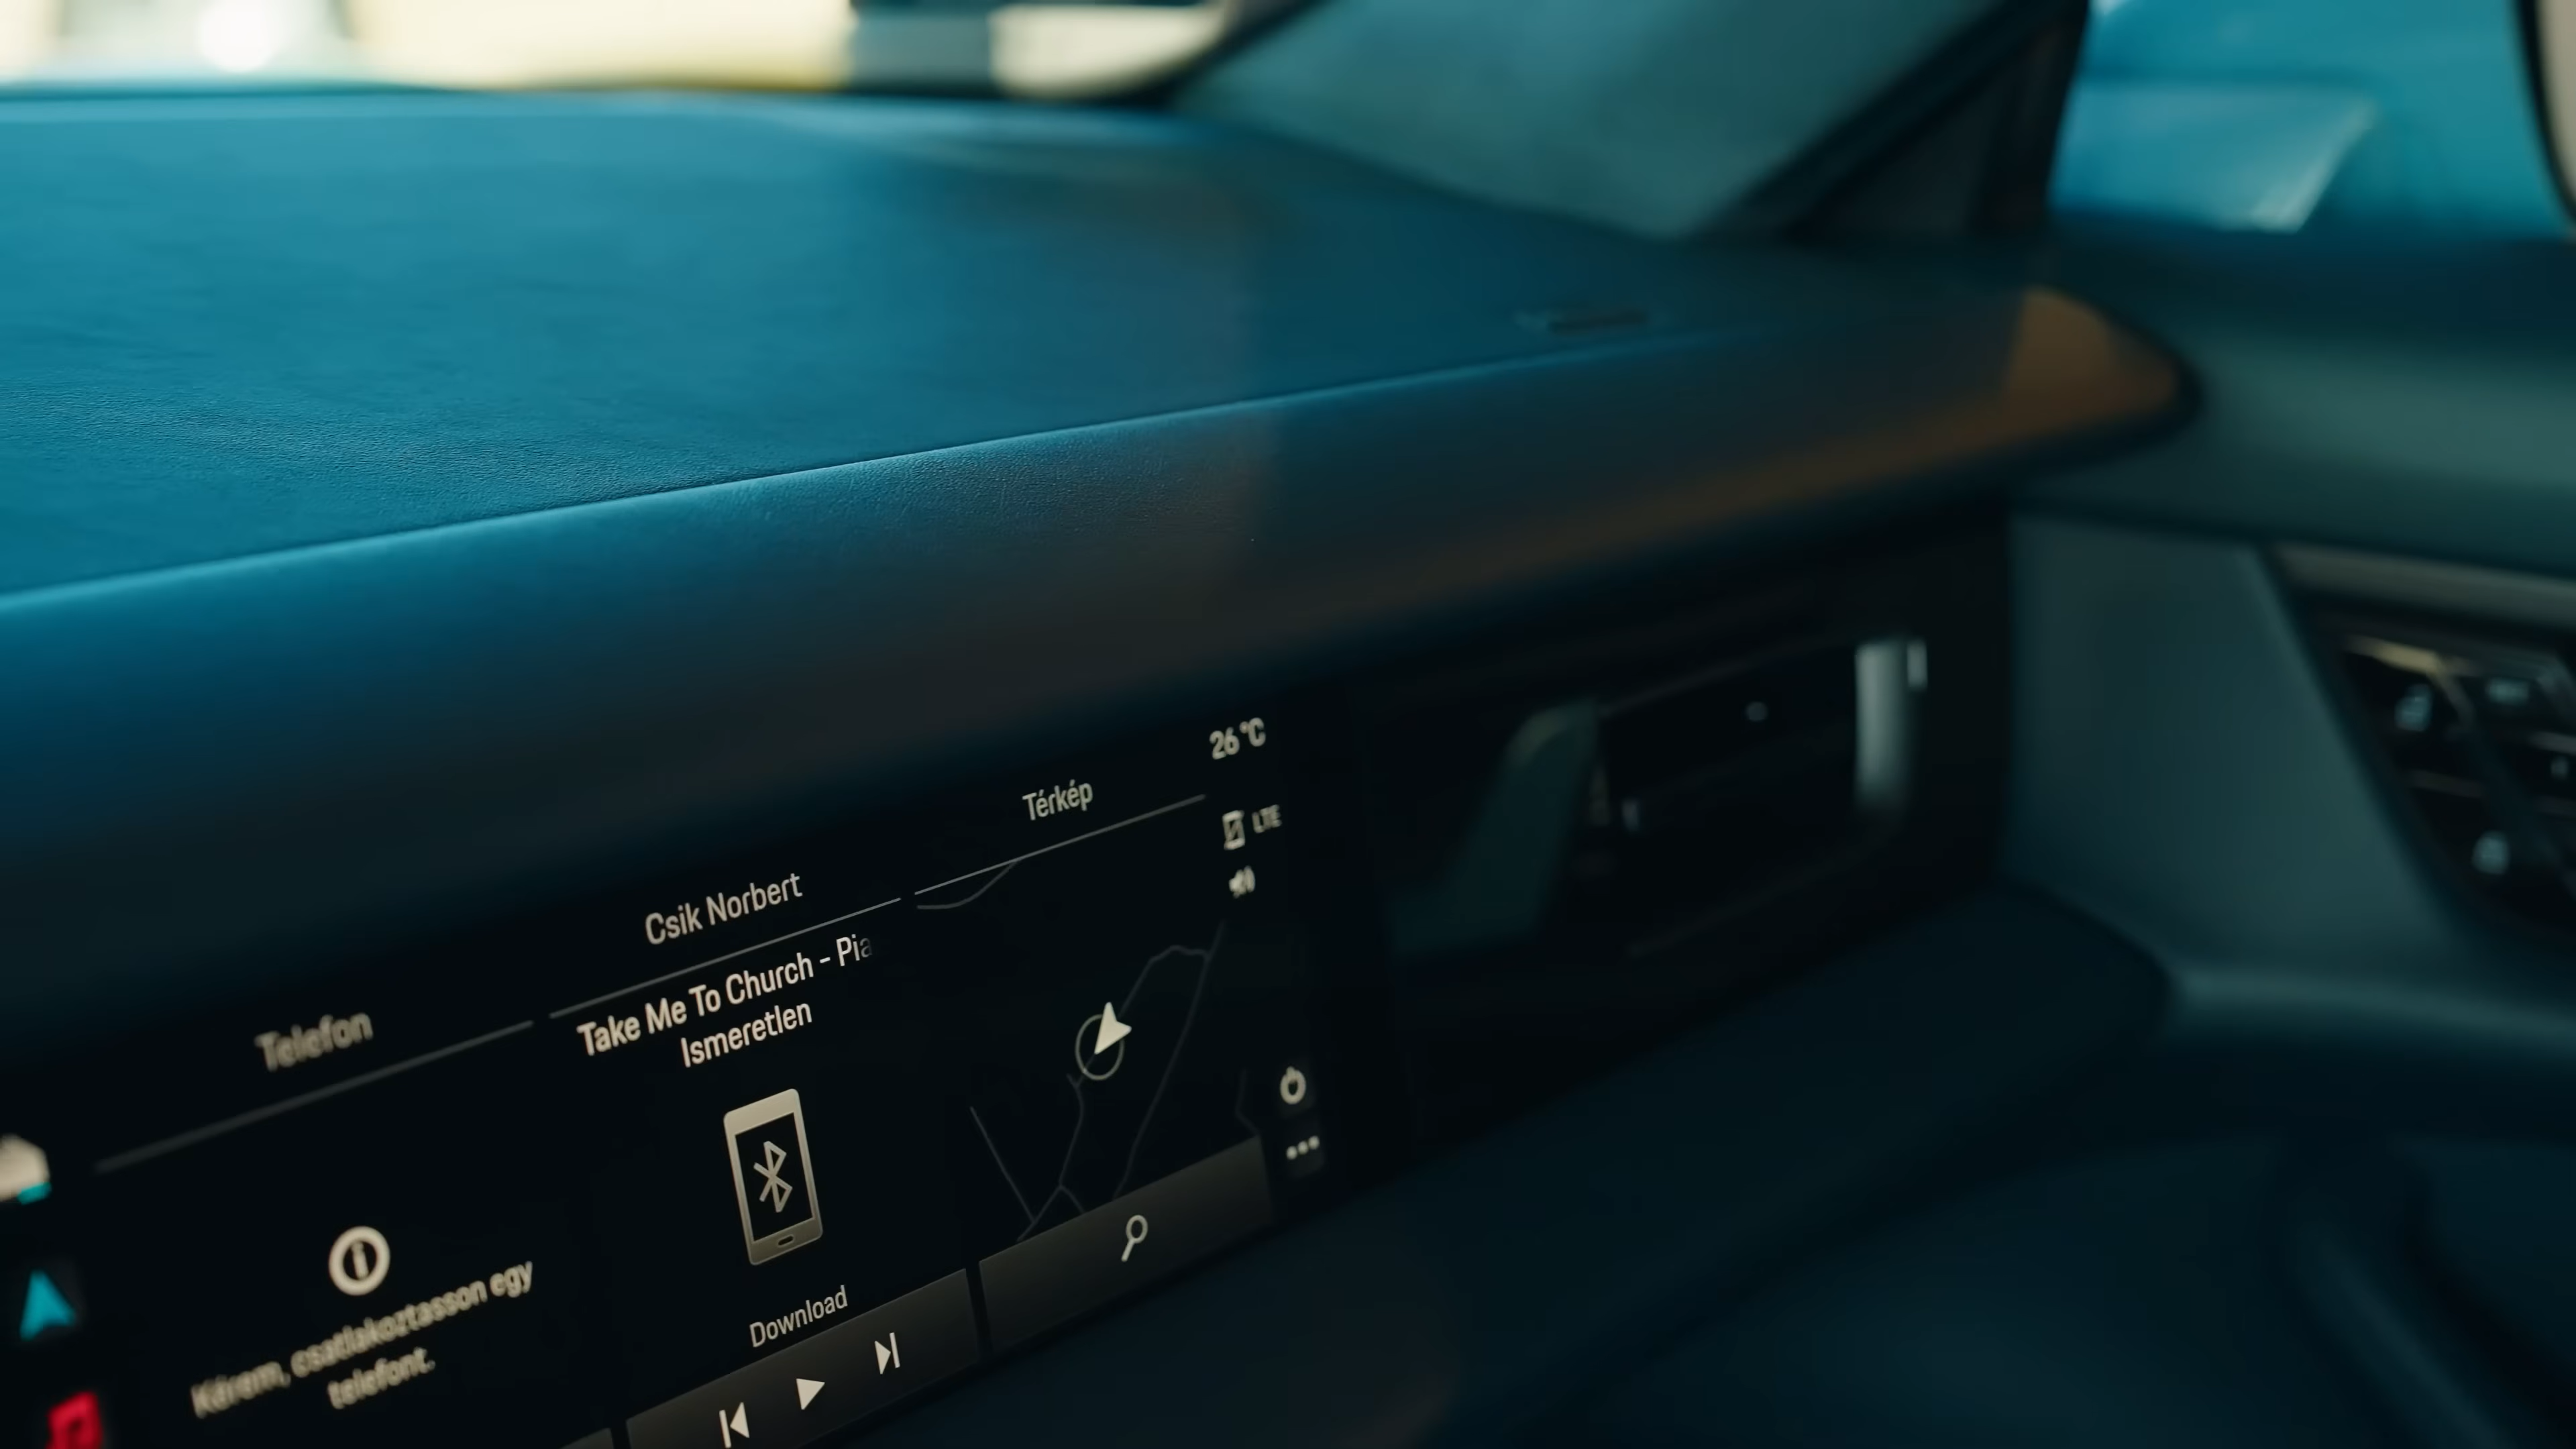 26 °C
Térkép
LTE
Csik Norbert
Take Me To Church - Pia
Ismeretlen
Telefon
Kérem, csatlakoztasson egy
telefont.
Download